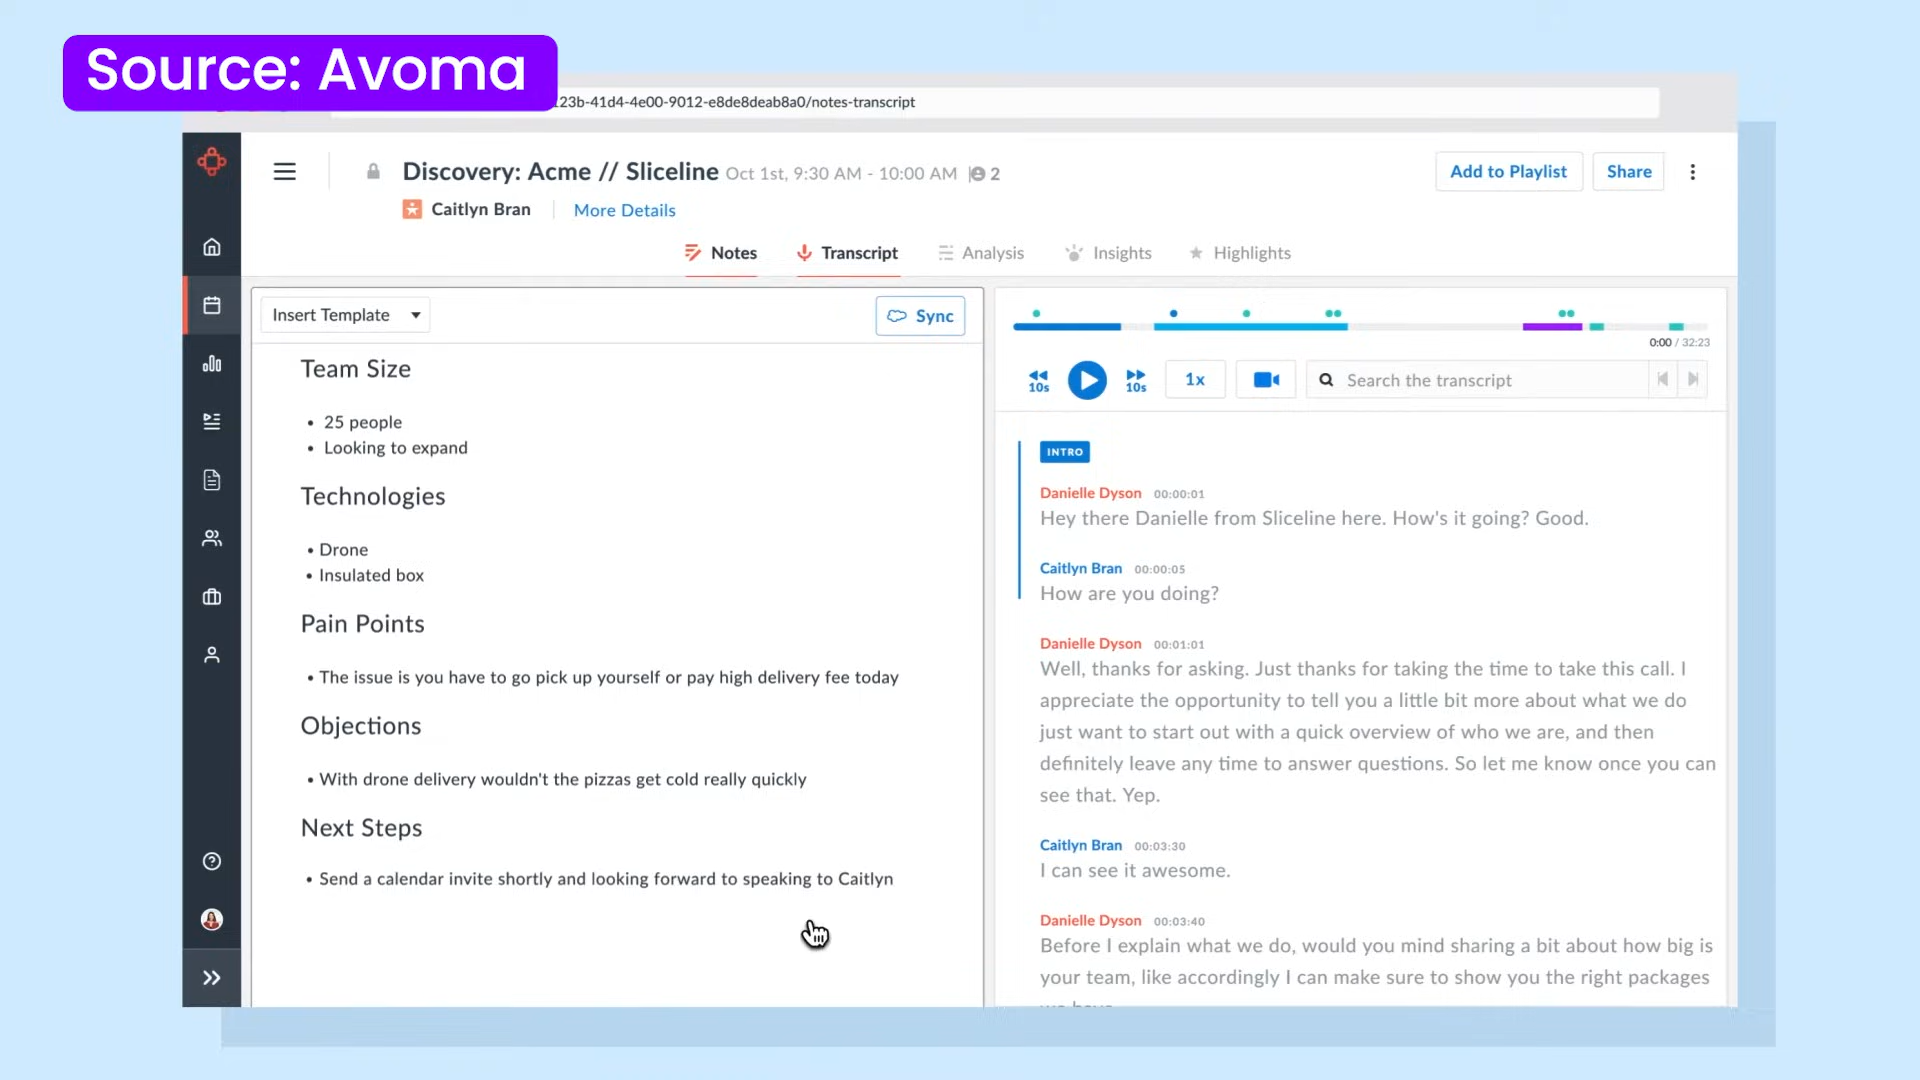 Source: Avoma
123b-41d4-4e00-9012-e8de8deab8a0/notes-transcript
Discovery: Acme // Sliceline Oct 1st, 9:30 AM - 10:00 AM 2
Add to Playlist
Share
Caitlyn Bran
More Details
Notes
Transcript
Analysis
Insights
Highlights
Insert Template
Sync
Team Size
• 25 people
• Looking to expand
Technologies
• Drone
• Insulated box
Pain Points
• The issue is you have to go pick up yourself or pay high delivery fee today
Objections
• With drone delivery wouldn't the pizzas get cold really quickly
Next Steps
• Send a calendar invite shortly and looking forward to speaking to Caitlyn
0:00 / 32:23
10s
10s
1x
Search the transcript
INTRO
Danielle Dyson 00:00:01
Hey there Danielle from Sliceline here. How's it going? Good.
Caitlyn Bran 00:00:05
How are you doing?
Danielle Dyson 00:01:01
Well, thanks for asking. Just thanks for taking the time to take this call. I
appreciate the opportunity to tell you a little bit more about what we do
just want to start out with a quick overview of who we are, and then
definitely leave any time to answer questions. So let me know once you can
see that. Yep.
Caitlyn Bran 00:03:30
I can see it awesome.
Danielle Dyson 00:03:40
Before I explain what we do, would you mind sharing a bit about how big is
your team, like accordingly I can make sure to show you the right packages